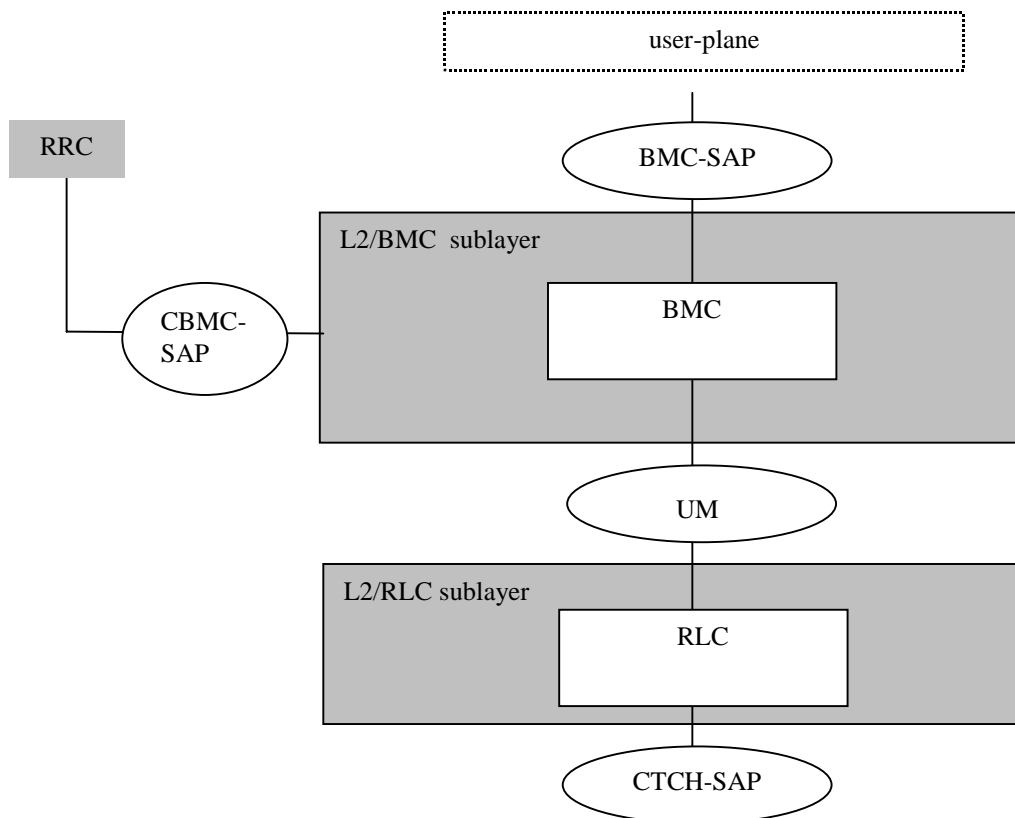 user-plane
RRC
BMC-SAP
L2/BMC sublayer
BMC
CBMC-
SAP
UM
L2/RLC sublayer
RLC
CTCH-SAP